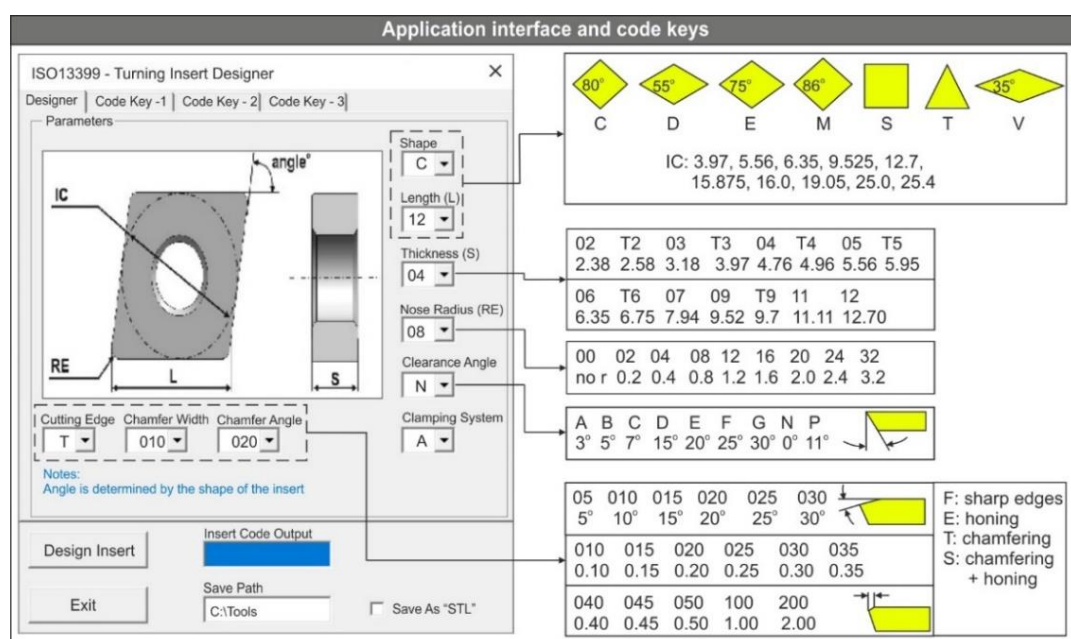 Application interface and code keys
ISO13399 - Turning Insert Designer
Designer Code Key -1 Code Key - 2 Code Key - 3
Parameters
IC
angle°
RE
L
S
Shape
C
Length (L)
12
Thickness (S)
04
Nose Radius (RE)
08
Clearance Angle
N
Clamping System
A
Cutting Edge Chamfer Width Chamfer Angle
T 010 020
Notes:
Angle is determined by the shape of the insert
Design Insert
Insert Code Output
Exit
Save Path
C:\Tools
Save As “STL”
80° 55° 75° 86° 35°
C D E M S T V
IC: 3.97, 5.56, 6.35, 9.525, 12.7,
15.875, 16.0, 19.05, 25.0, 25.4
02 T2 03 T3 04 T4 05 T5
2.38 2.58 3.18 3.97 4.76 4.96 5.56 5.95
06 T6 07 09 T9 11 12
6.35 6.75 7.94 9.52 9.7 11.11 12.70
00 02 04 08 12 16 20 24 32
no r 0.2 0.4 0.8 1.2 1.6 2.0 2.4 3.2
A B C D E F G N P
3° 5° 7° 15° 20° 25° 30° 0° 11°
05 010 015 020 025 030
5° 10° 15° 20° 25° 30°
010 015 020 025 030 035
0.10 0.15 0.20 0.25 0.30 0.35
040 045 050 100 200
0.40 0.45 0.50 1.00 2.00
F: sharp edges
E: honing
T: chamfering
S: chamfering
+ honing